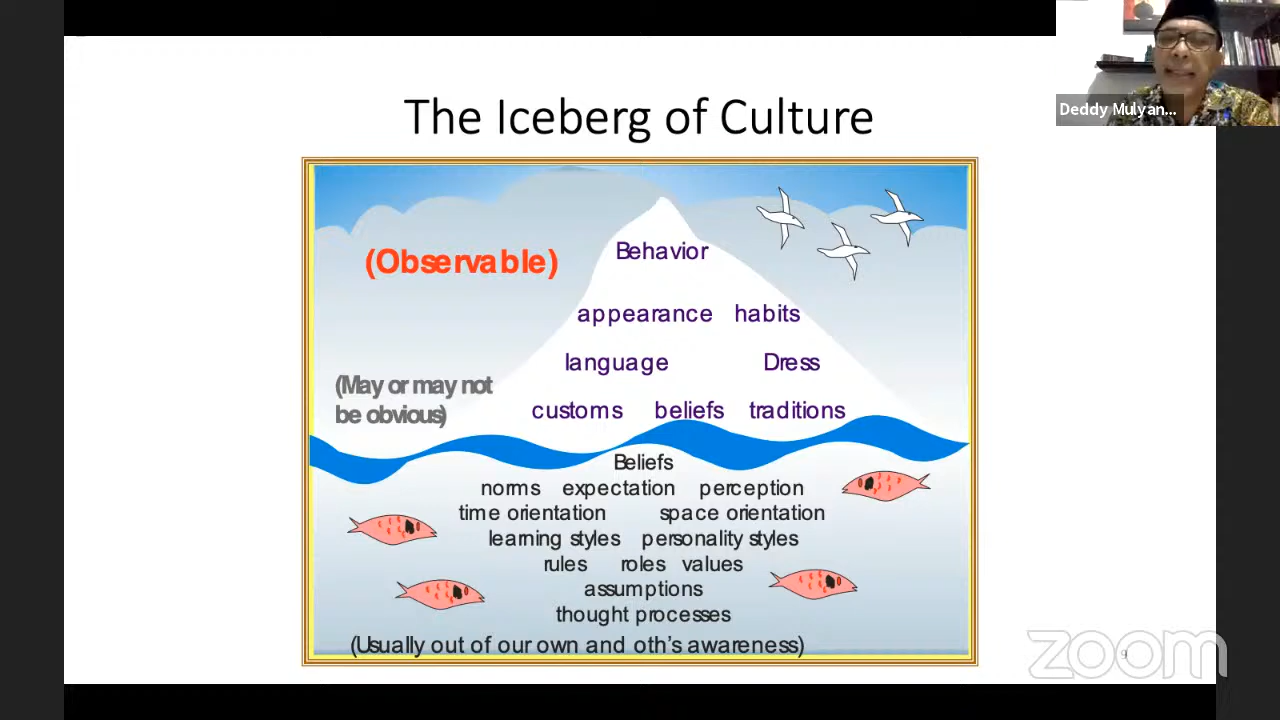 Deddy Mulyan...
The Iceberg of Culture
(Observable)
Behavior
appearance habits
language Dress
(May or may not
be obvious)
customs beliefs traditions
Beliefs
norms expectation perception
time orientation space orientation
learning styles personality styles
rules roles values
assumptions
thought processes
(Usually out of our own and oth's awareness)
9
zoom